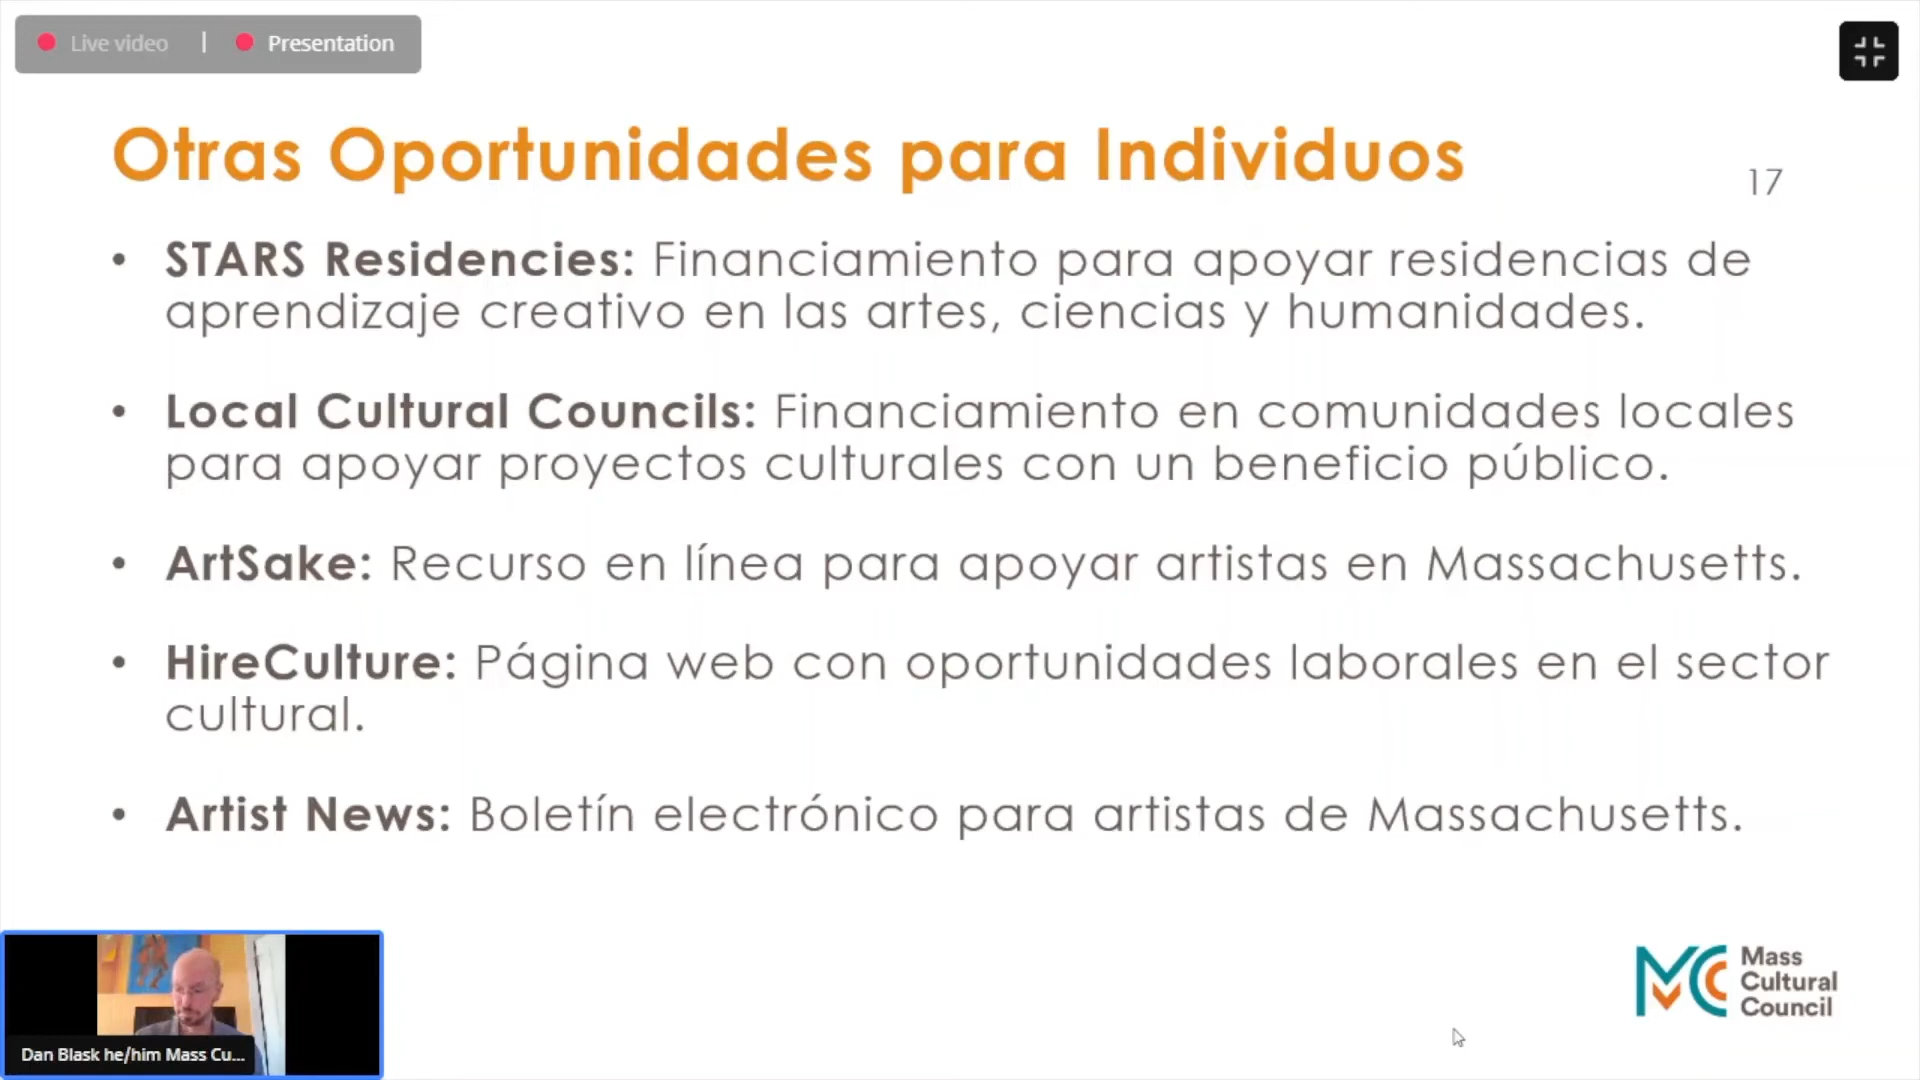 Live video | Presentation
Otras Oportunidades para Individuos
17
• STARS Residencies: Financiamiento para apoyar residencias de
aprendizaje creativo en las artes, ciencias y humanidades.
• Local Cultural Councils: Financiamiento en comunidades locales
para apoyar proyectos culturales con un beneficio público.
• ArtSake: Recurso en línea para apoyar artistas en Massachusetts.
• HireCulture: Página web con oportunidades laborales en el sector
cultural.
• Artist News: Boletín electrónico para artistas de Massachusetts.
Dan Blask he/him Mass Cu...
MCC
Mass
Cultural
Council